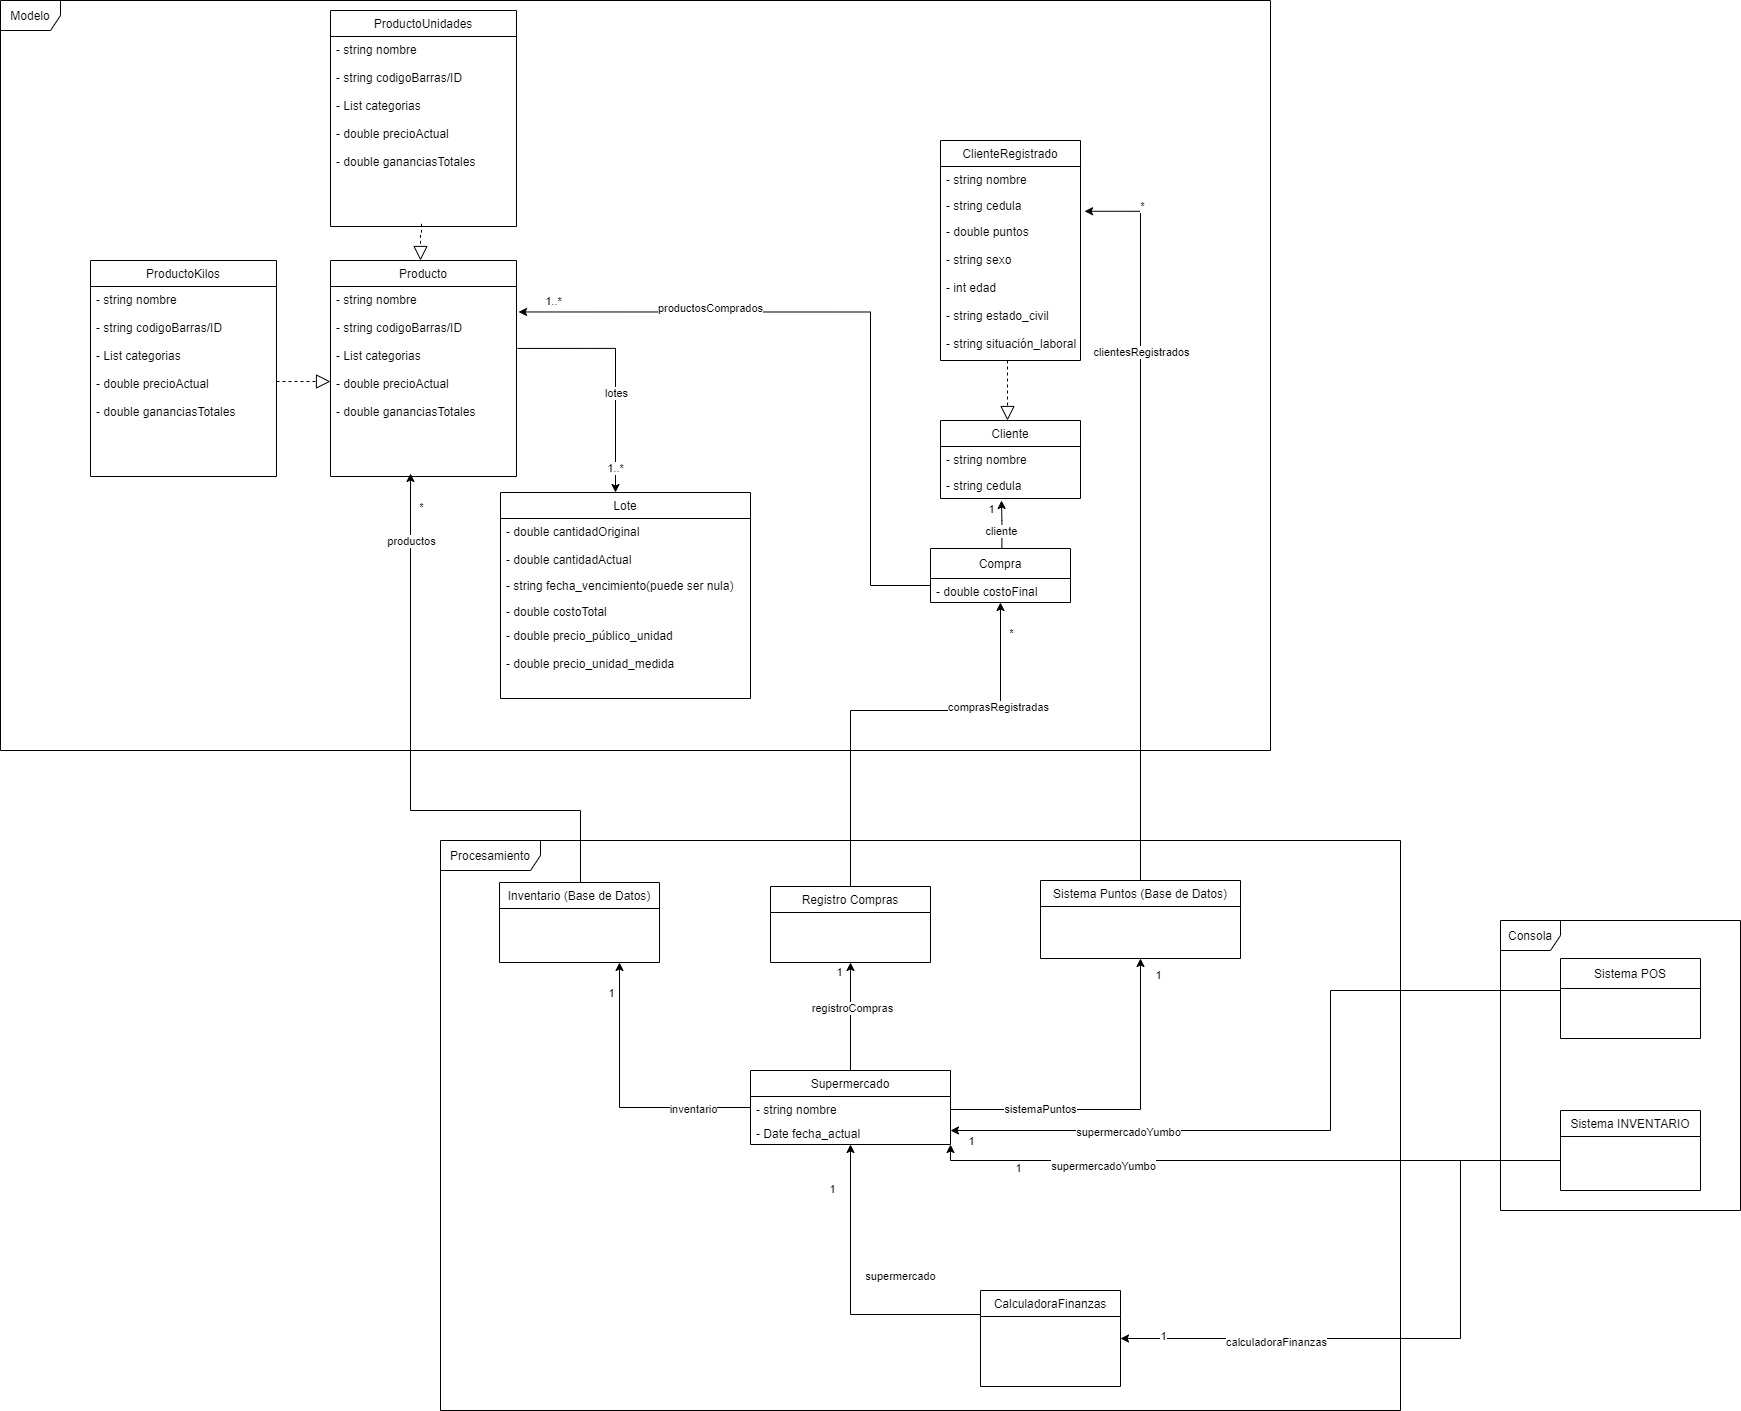 Modelo
ProductoUnidades
- string nombre
- string codigoBarras/ID
- List categorias
- double precioActual
- double gananciasTotales
ClienteRegistrado
- string nombre
- string cedula
- double puntos
- string sexo
- int edad
- string estado_civil
- string situación_laboral
*
clientesRegistrados
ProductoKilos
- string nombre
- string codigoBarras/ID
- List categorias
- double precioActual
- double gananciasTotales
Producto
- string nombre
- string codigoBarras/ID
- List categorias
- double precioActual
- double gananciasTotales
1..*
productosComprados
lotes
1..*
Cliente
- string nombre
- string cedula
1
cliente
Compra
- double costoFinal
*
comprasRegistradas
*
productos
Lote
- double cantidadOriginal
- double cantidadActual
- string fecha_vencimiento(puede ser nula)
- double costoTotal
- double precio_público_unidad
- double precio_unidad_medida
Procesamiento
Inventario (Base de Datos)
Registro Compras
Sistema Puntos (Base de Datos)
1
1
1
registroCompras
Supermercado
- string nombre
- Date fecha_actual
inventario
sistemaPuntos
supermercadoYumbo
1
supermercadoYumbo
1
1
supermercado
CalculadoraFinanzas
1
calculadoraFinanzas
Consola
Sistema POS
Sistema INVENTARIO